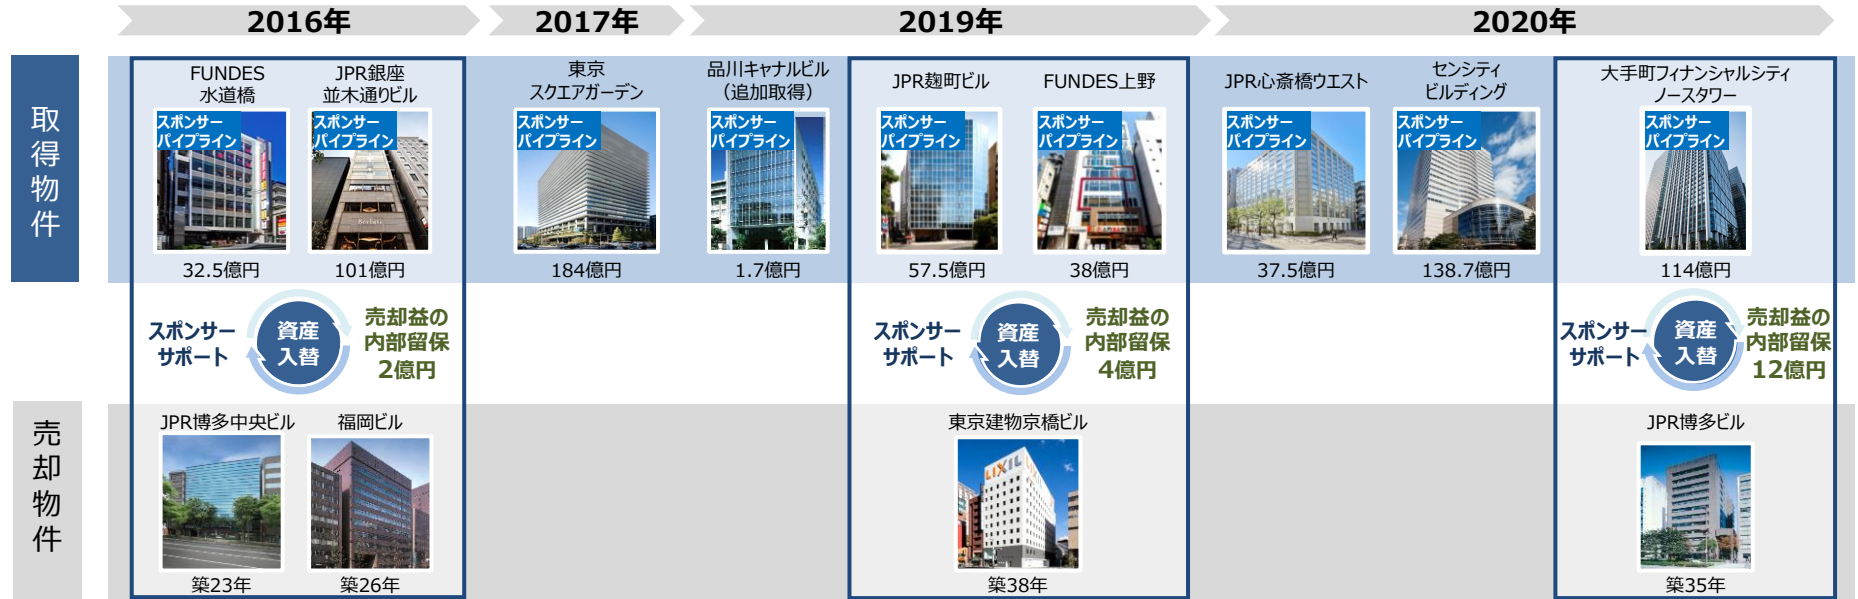 2016年
2017年
2019年
2020年
取得物件
FUNDES
水道橋
スポンサー
パイプライン
32.5億円
JPR銀座
並木通りビル
スポンサー
パイプライン
101億円
東京
スクエアガーデン
スポンサー
パイプライン
184億円
品川キャナルビル
（追加取得）
スポンサー
パイプライン
1.7億円
JPR麹町ビル
スポンサー
パイプライン
57.5億円
FUNDES上野
スポンサー
パイプライン
38億円
JPR心斎橋ウエスト
スポンサー
パイプライン
37.5億円
センシティ
ビルディング
スポンサー
パイプライン
138.7億円
大手町フィナンシャルシティ
ノースタワー
スポンサー
パイプライン
114億円
スポンサー
サポート
資産
入替
売却益の
内部留保
2億円
スポンサー
サポート
資産
入替
売却益の
内部留保
4億円
スポンサー
サポート
資産
入替
売却益の
内部留保
12億円
売却物件
JPR博多中央ビル
築23年
福岡ビル
築26年
東京建物京橋ビル
LIXIL
築38年
JPR博多ビル
築35年